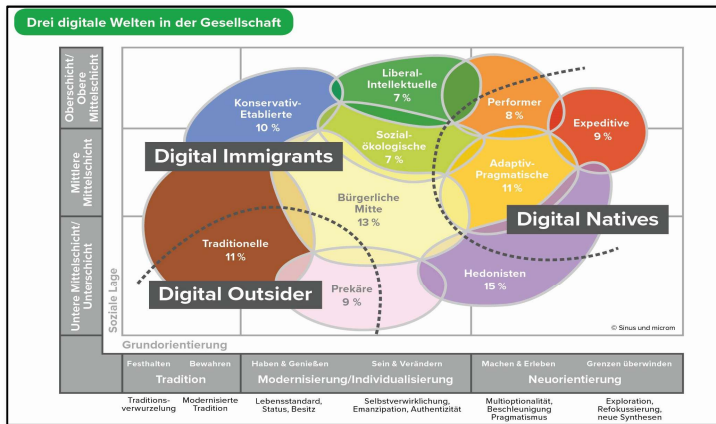 Drei digitale Welten in der Gesellschaft
Oberschicht/
Obere
Mittelschicht
Mittlere
Mittelschicht
Untere Mittelschicht/
Unterschicht
Soziale Lage
Konservativ-
Etablierte
10 %
Liberal-
Intellektuelle
7 %
Performer
8 %
Expeditive
9 %
Sozial-
ökologische
7 %
Adaptiv-
Pragmatische
11 %
Digital Immigrants
Bürgerliche
Mitte
13 %
Digital Natives
Traditionelle
11 %
Hedonisten
15 %
Prekäre
9 %
Digital Outsider
© Sinus und microm
Grundorientierung
Festhalten
Bewahren
Haben & Genießen
Sein & Verändern
Machen & Erleben
Grenzen überwinden
Tradition
Modernisierung/Individualisierung
Neuorientierung
Traditions-
verwurzelung
Modernisierte
Tradition
Lebensstandard,
Status, Besitz
Selbstverwirklichung,
Emanzipation, Authentizität
Multioptionalität,
Beschleunigung
Pragmatismus
Exploration,
Refokussierung,
neue Synthesen